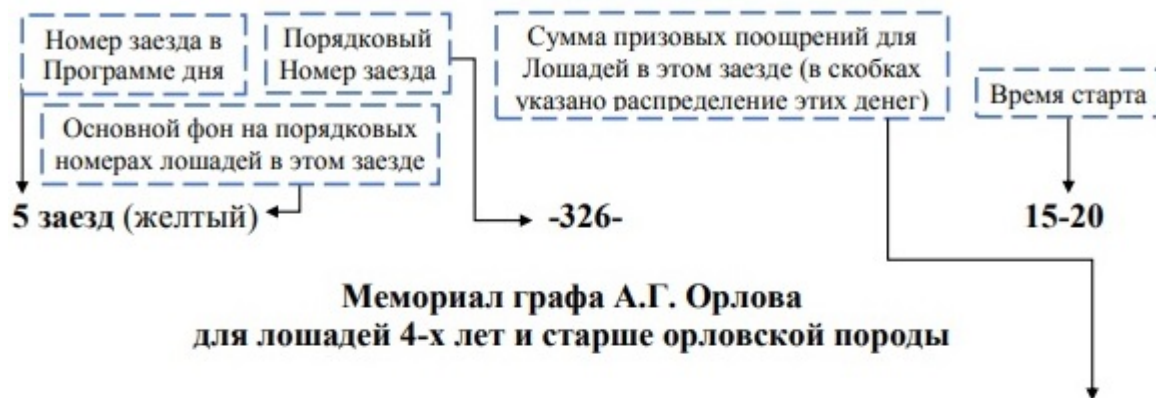 Номер заезда в
Программе дня
Порядковый
Номер заезда
Сумма призовых поощрений для
Лошадей в этом заезде (в скобках
указано распределение этих денег)
Время старта
Основной фон на порядковых
номерах лошадей в этом заезде
5 заезд (желтый)
-326-
15-20
Мемориал графа А.Г. Орлова
для лошадей 4-х лет и старше орловской породы